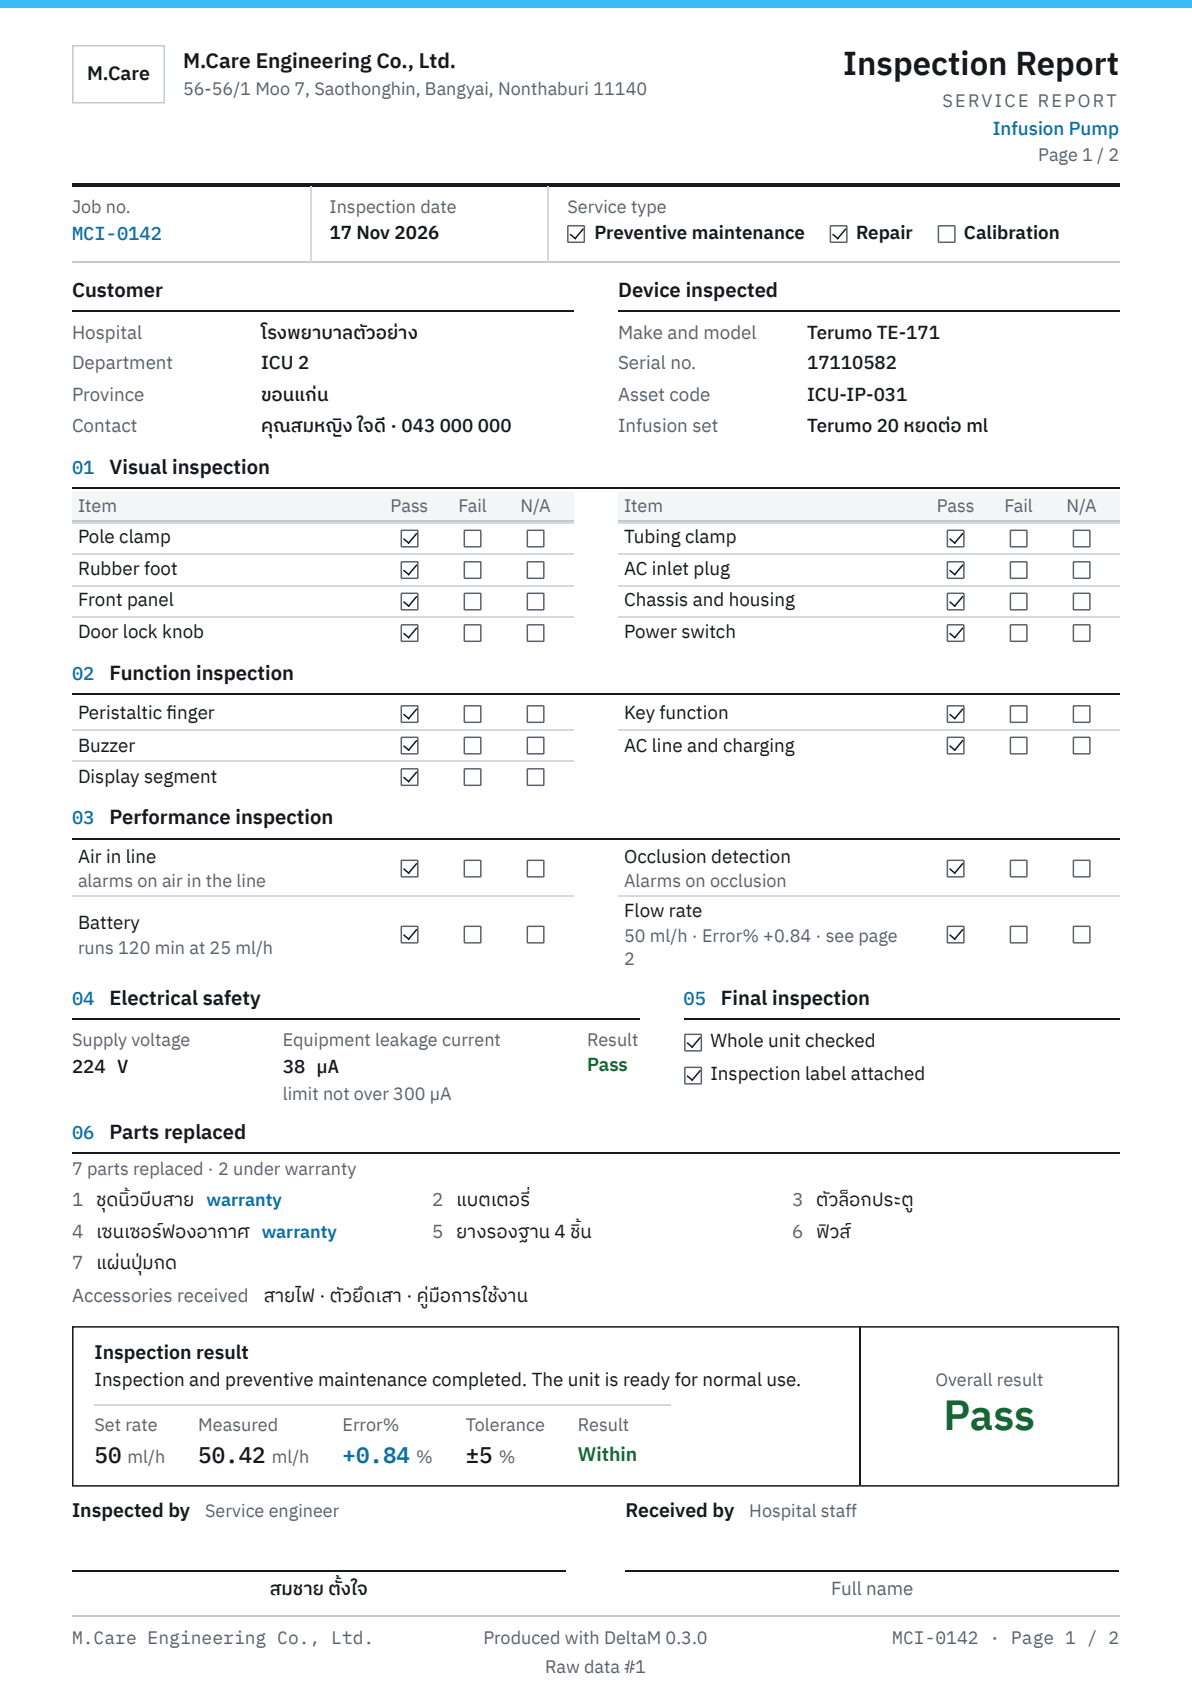 M.Care
M.Care Engineering Co., Ltd.
56-56/1 Moo 7, Saothonghin, Bangyai, Nonthaburi 11140
Inspection Report
SERVICE REPORT
Infusion Pump
Page 1 / 2
Job no.
MCI-0142
Inspection date
17 Nov 2026
Service type
Preventive maintenance Repair Calibration
Customer
Hospital โรงพยาบาลตัวอย่าง
Department ICU 2
Province ขอนแก่น
Contact คุณสมหญิง ใจดี · 043 000 000
Device inspected
Make and model Terumo TE-171
Serial no. 17110582
Asset code ICU-IP-031
Infusion set Terumo 20 หยดต่อ ml
01 Visual inspection
Item Pass Fail N/A
Pole clamp
Rubber foot
Front panel
Door lock knob
Item Pass Fail N/A
Tubing clamp
AC inlet plug
Chassis and housing
Power switch
02 Function inspection
Peristaltic finger
Buzzer
Display segment
Key function
AC line and charging
03 Performance inspection
Air in line
alarms on air in the line
Battery
runs 120 min at 25 ml/h
Occlusion detection
Alarms on occlusion
Flow rate
50 ml/h · Error% +0.84 · see page
2
04 Electrical safety
Supply voltage
224 V
Equipment leakage current
38 µA
limit not over 300 µA
Result
Pass
05 Final inspection
Whole unit checked
Inspection label attached
06 Parts replaced
7 parts replaced · 2 under warranty
1 ชุดนิ้วบีบสาย warranty
2 แบตเตอรี่
3 ตัวล็อกประตู
4 เซนเซอร์ฟองอากาศ warranty
5 ยางรองฐาน 4 ชิ้น
6 ฟิวส์
7 แผ่นปุ่มกด
Accessories received สายไฟ · ตัวยึดเสา · คู่มือการใช้งาน
Inspection result
Inspection and preventive maintenance completed. The unit is ready for normal use.
Set rate Measured Error% Tolerance Result
50 ml/h 50.42 ml/h +0.84 % ±5 % Within
Overall result
Pass
Inspected by Service engineer
สมชาย ตั้งใจ
Received by Hospital staff
Full name
M.Care Engineering Co., Ltd.
Produced with DeltaM 0.3.0
Raw data #1
MCI-0142 · Page 1 / 2